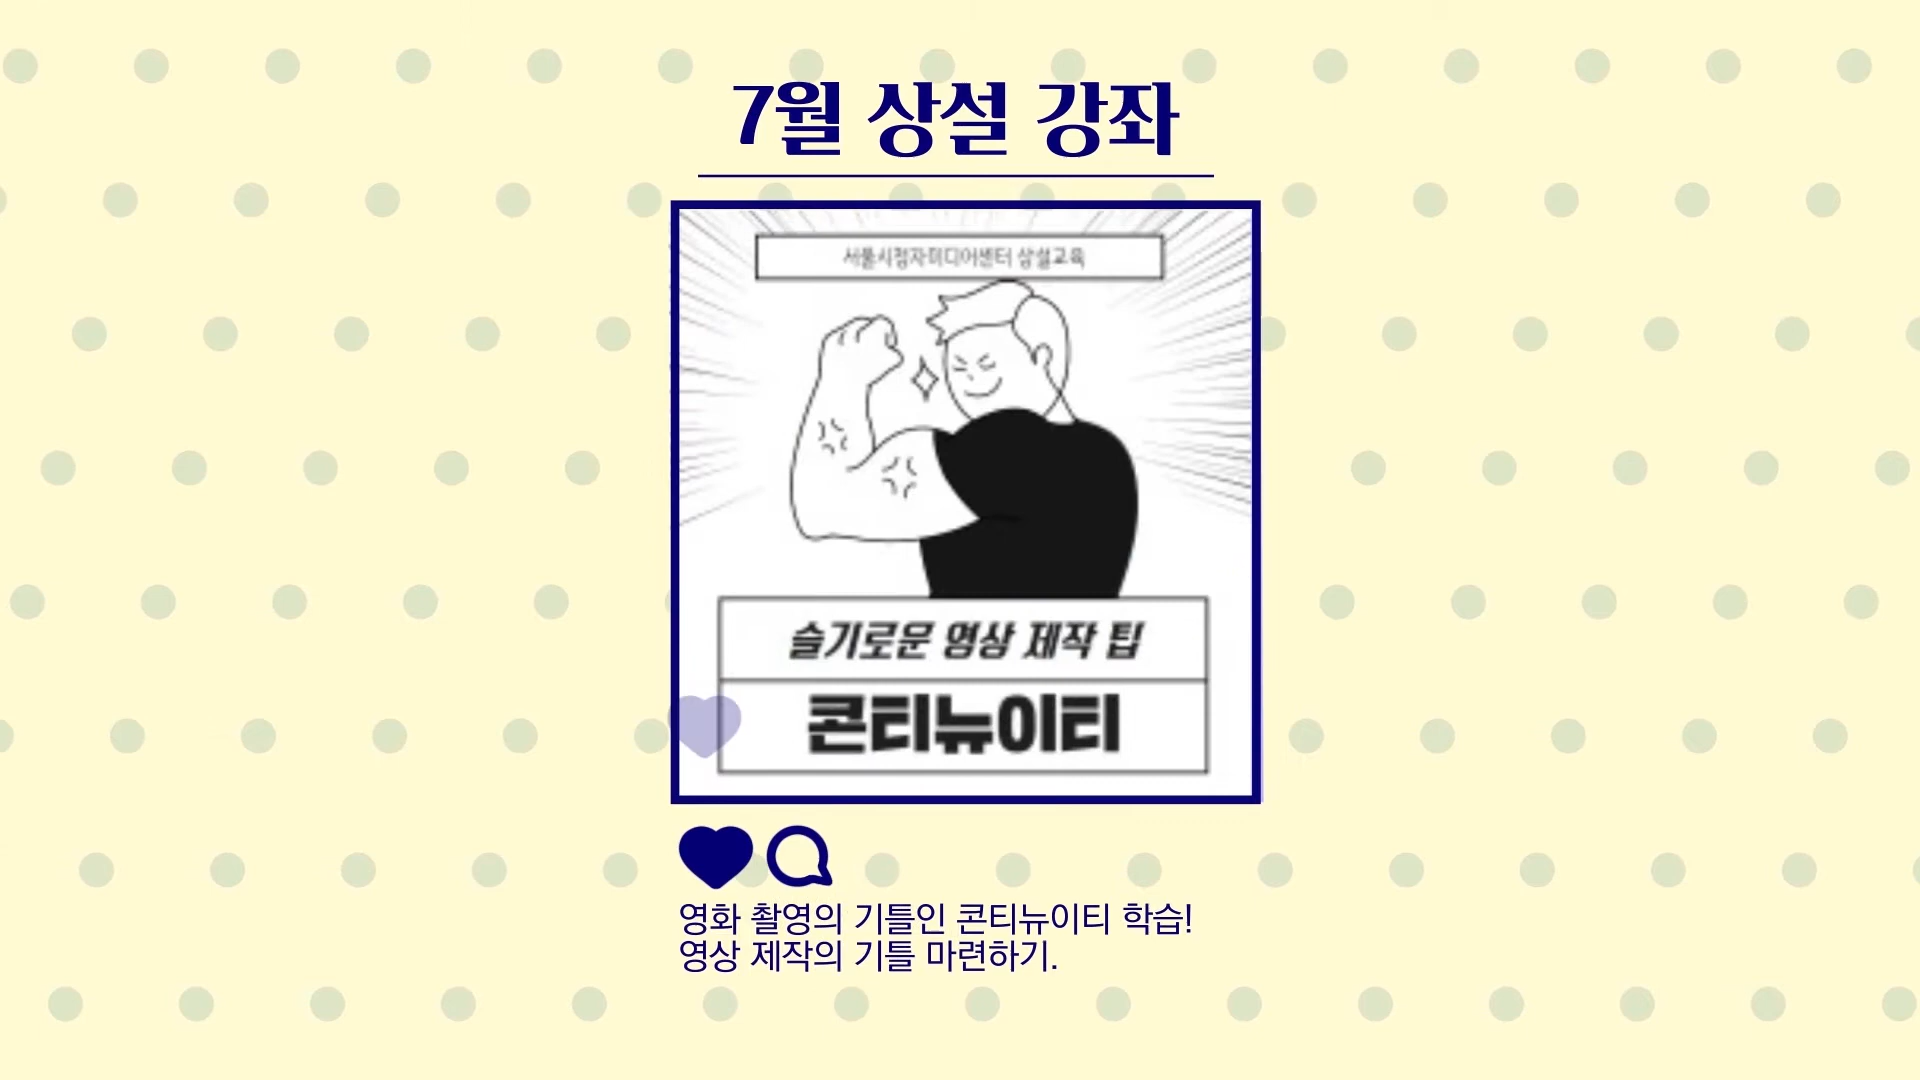 7월 상설 강좌
서울시청자미디어센터 상설교육
슬기로운 영상 제작 팁
콘티뉴이티
영화 촬영의 기틀인 콘티뉴이티 학습!
영상 제작의 기틀 마련하기.